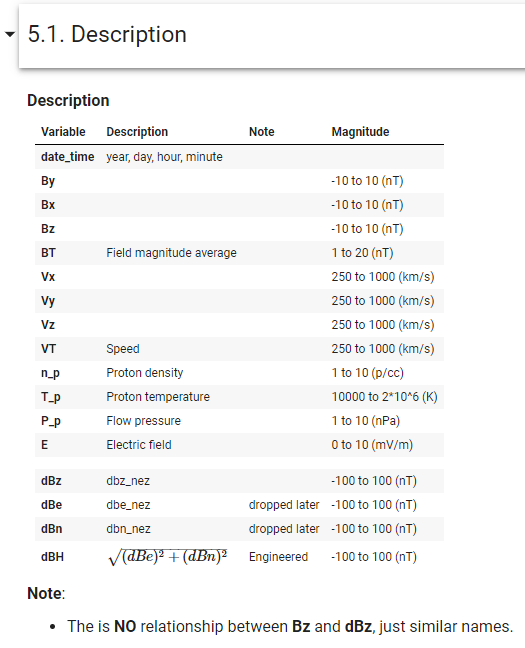 5.1. Description
Description
Variable Description Note Magnitude
date_time year, day, hour, minute
By -10 to 10 (nT)
Bx -10 to 10 (nT)
Bz -10 to 10 (nT)
BT Field magnitude average 1 to 20 (nT)
Vx 250 to 1000 (km/s)
Vy 250 to 1000 (km/s)
Vz 250 to 1000 (km/s)
VT Speed 250 to 1000 (km/s)
n_p Proton density 1 to 10 (p/cc)
T_p Proton temperature 10000 to 2*10^6 (K)
P_p Flow pressure 1 to 10 (nPa)
E Electric field 0 to 10 (mV/m)
dBz dbz_nez -100 to 100 (nT)
dBe dbe_nez dropped later -100 to 100 (nT)
dBn dbn_nez dropped later -100 to 100 (nT)
dBH √(dBe)² + (dBn)² Engineered -100 to 100 (nT)
Note:
• The is NO relationship between Bz and dBz, just similar names.